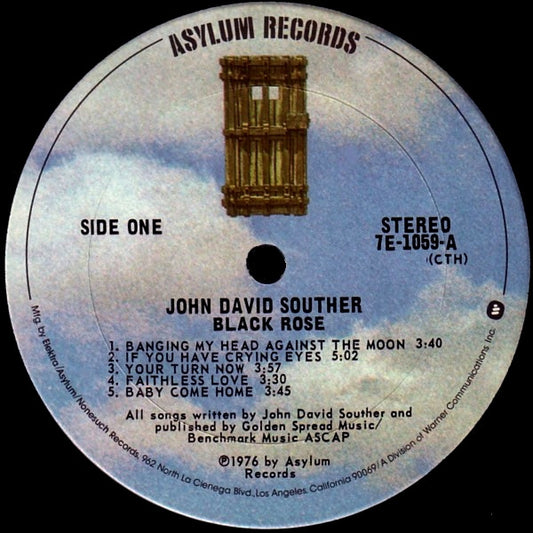 ASYLUM RECORDS
SIDE ONE
STEREO
7E-1059-A
(CTH)
JOHN DAVID SOUTHER
BLACK ROSE
1. BANGING MY HEAD AGAINST THE MOON 3:40
2. IF YOU HAVE CRYING EYES 5:02
3. YOUR TURN NOW 3:57
4. FAITHLESS LOVE 3:30
5. BABY COME HOME 3:45
All songs written by John David Souther and
published by Golden Spread Music/
Benchmark Music ASCAP
℗1976 by Asylum
Records
Mfg. by Elektra/Asylum/Nonesuch Records, 962 North La Cienega Blvd., Los Angeles, California 90069/A Division of Warner Communications Inc.